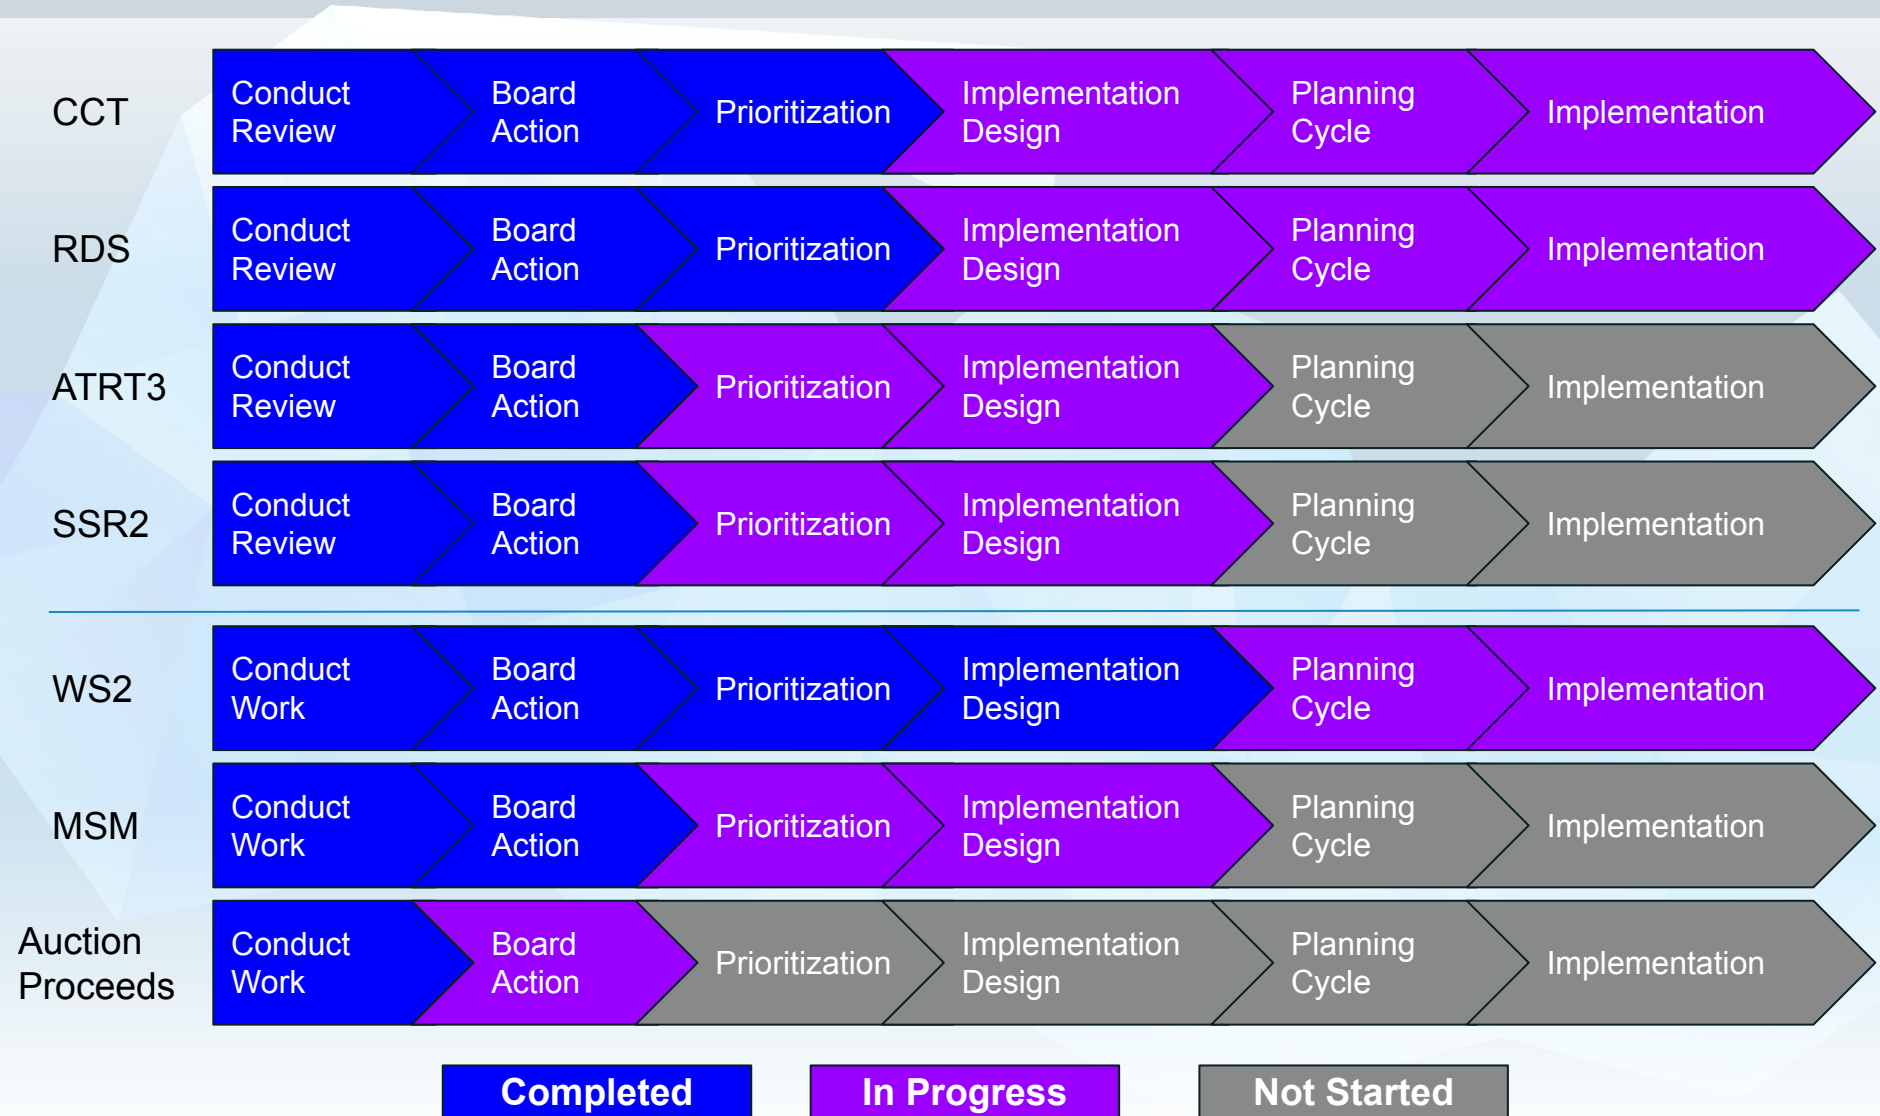 CCT
Conduct
Review
Board
Action
Prioritization
Implementation
Design
Planning
Cycle
Implementation
RDS
Conduct
Review
Board
Action
Prioritization
Implementation
Design
Planning
Cycle
Implementation
ATRT3
Conduct
Review
Board
Action
Prioritization
Implementation
Design
Planning
Cycle
Implementation
SSR2
Conduct
Review
Board
Action
Prioritization
Implementation
Design
Planning
Cycle
Implementation
WS2
Conduct
Work
Board
Action
Prioritization
Implementation
Design
Planning
Cycle
Implementation
MSM
Conduct
Work
Board
Action
Prioritization
Implementation
Design
Planning
Cycle
Implementation
Auction
Proceeds
Conduct
Work
Board
Action
Prioritization
Implementation
Design
Planning
Cycle
Implementation
Completed
In Progress
Not Started